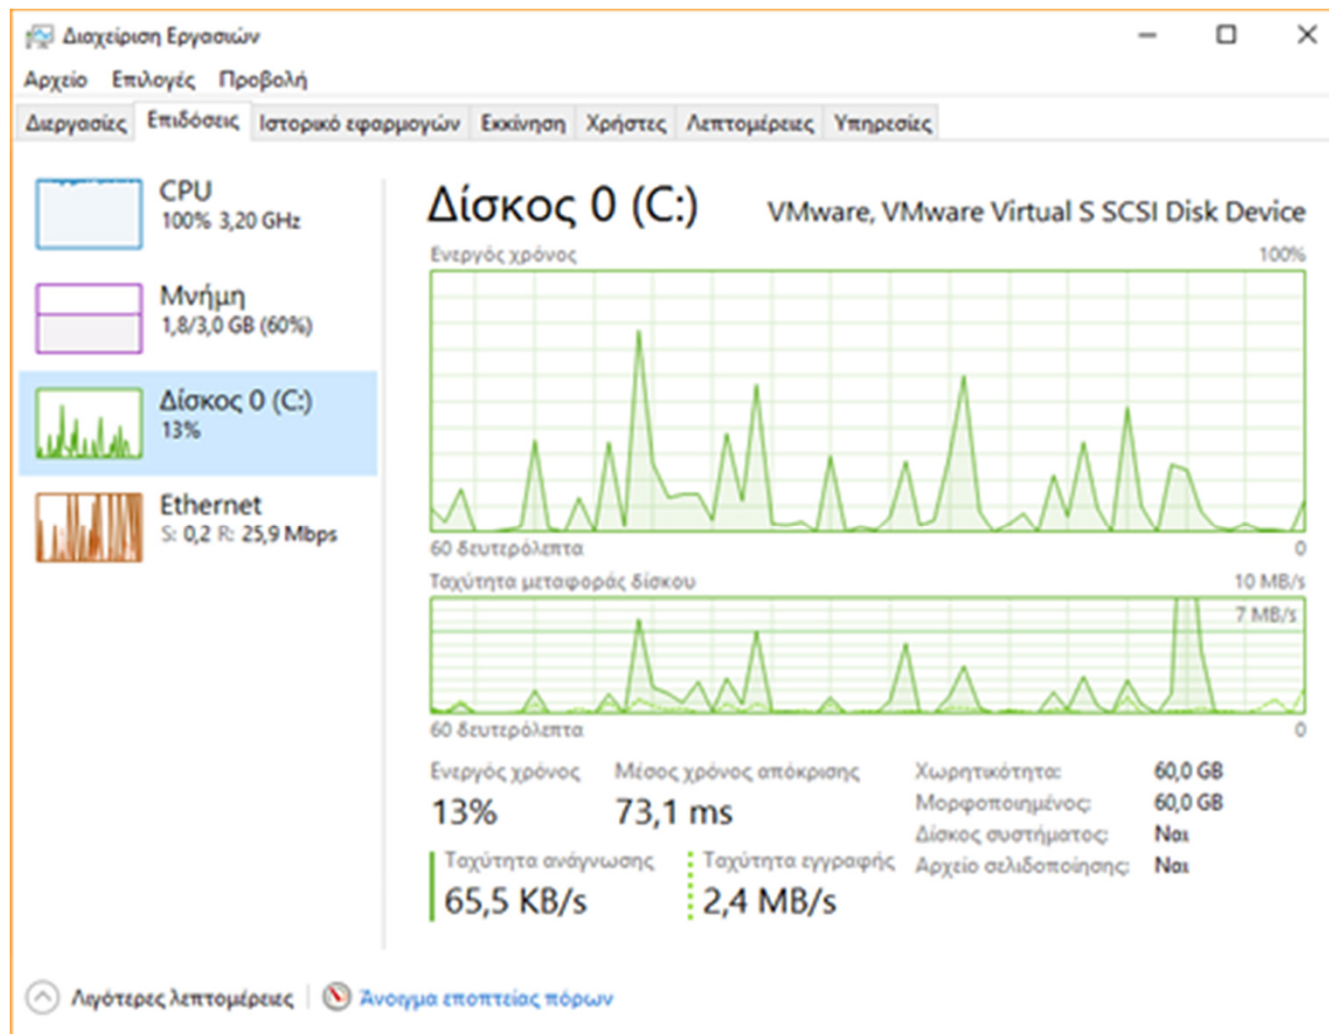 Διαχείριση Εργασιών
Αρχείο Επιλογές Προβολή
Διεργασίες Επιδόσεις Ιστορικό εφαρμογών Εκκίνηση Χρήστες Λεπτομέρειες Υπηρεσίες
CPU
100% 3,20 GHz
Μνήμη
1,8/3,0 GB (60%)
Δίσκος 0 (C:)
13%
Ethernet
S: 0,2 R: 25,9 Mbps
Δίσκος 0 (C:) VMware, VMware Virtual S SCSI Disk Device
Ενεργός χρόνος 100%
60 δευτερόλεπτα 0
Ταχύτητα μεταφοράς δίσκου 10 MB/s
7 MB/s
60 δευτερόλεπτα 0
Ενεργός χρόνος Μέσος χρόνος απόκρισης
13% 73,1 ms
Ταχύτητα ανάγνωσης Ταχύτητα εγγραφής
65,5 KB/s 2,4 MB/s
Χωρητικότητα: 60,0 GB
Μορφοποιημένος: 60,0 GB
Δίσκος συστήματος: Ναι
Αρχείο σελιδοποίησης: Ναι
Λιγότερες λεπτομέρειες Άνοιγμα εποπτείας πόρων